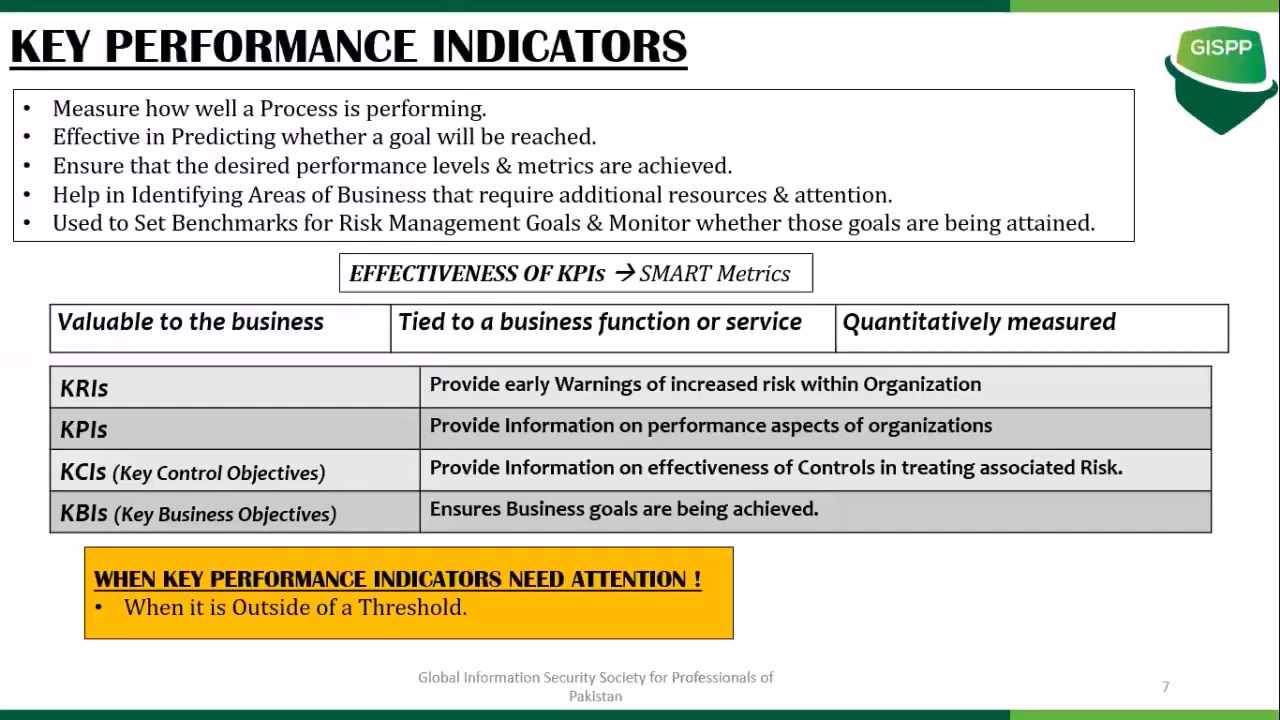 KEY PERFORMANCE INDICATORS
GISPP
• Measure how well a Process is performing.
• Effective in Predicting whether a goal will be reached.
• Ensure that the desired performance levels & metrics are achieved.
• Help in Identifying Areas of Business that require additional resources & attention.
• Used to Set Benchmarks for Risk Management Goals & Monitor whether those goals are being attained.
EFFECTIVENESS OF KPIs → SMART Metrics
Valuable to the business Tied to a business function or service Quantitatively measured
KRIs Provide early Warnings of increased risk within Organization
KPIs Provide Information on performance aspects of organizations
KCIs (Key Control Objectives) Provide Information on effectiveness of Controls in treating associated Risk.
KBIs (Key Business Objectives) Ensures Business goals are being achieved.
WHEN KEY PERFORMANCE INDICATORS NEED ATTENTION !
• When it is Outside of a Threshold.
Global Information Security Society for Professionals of
Pakistan
7